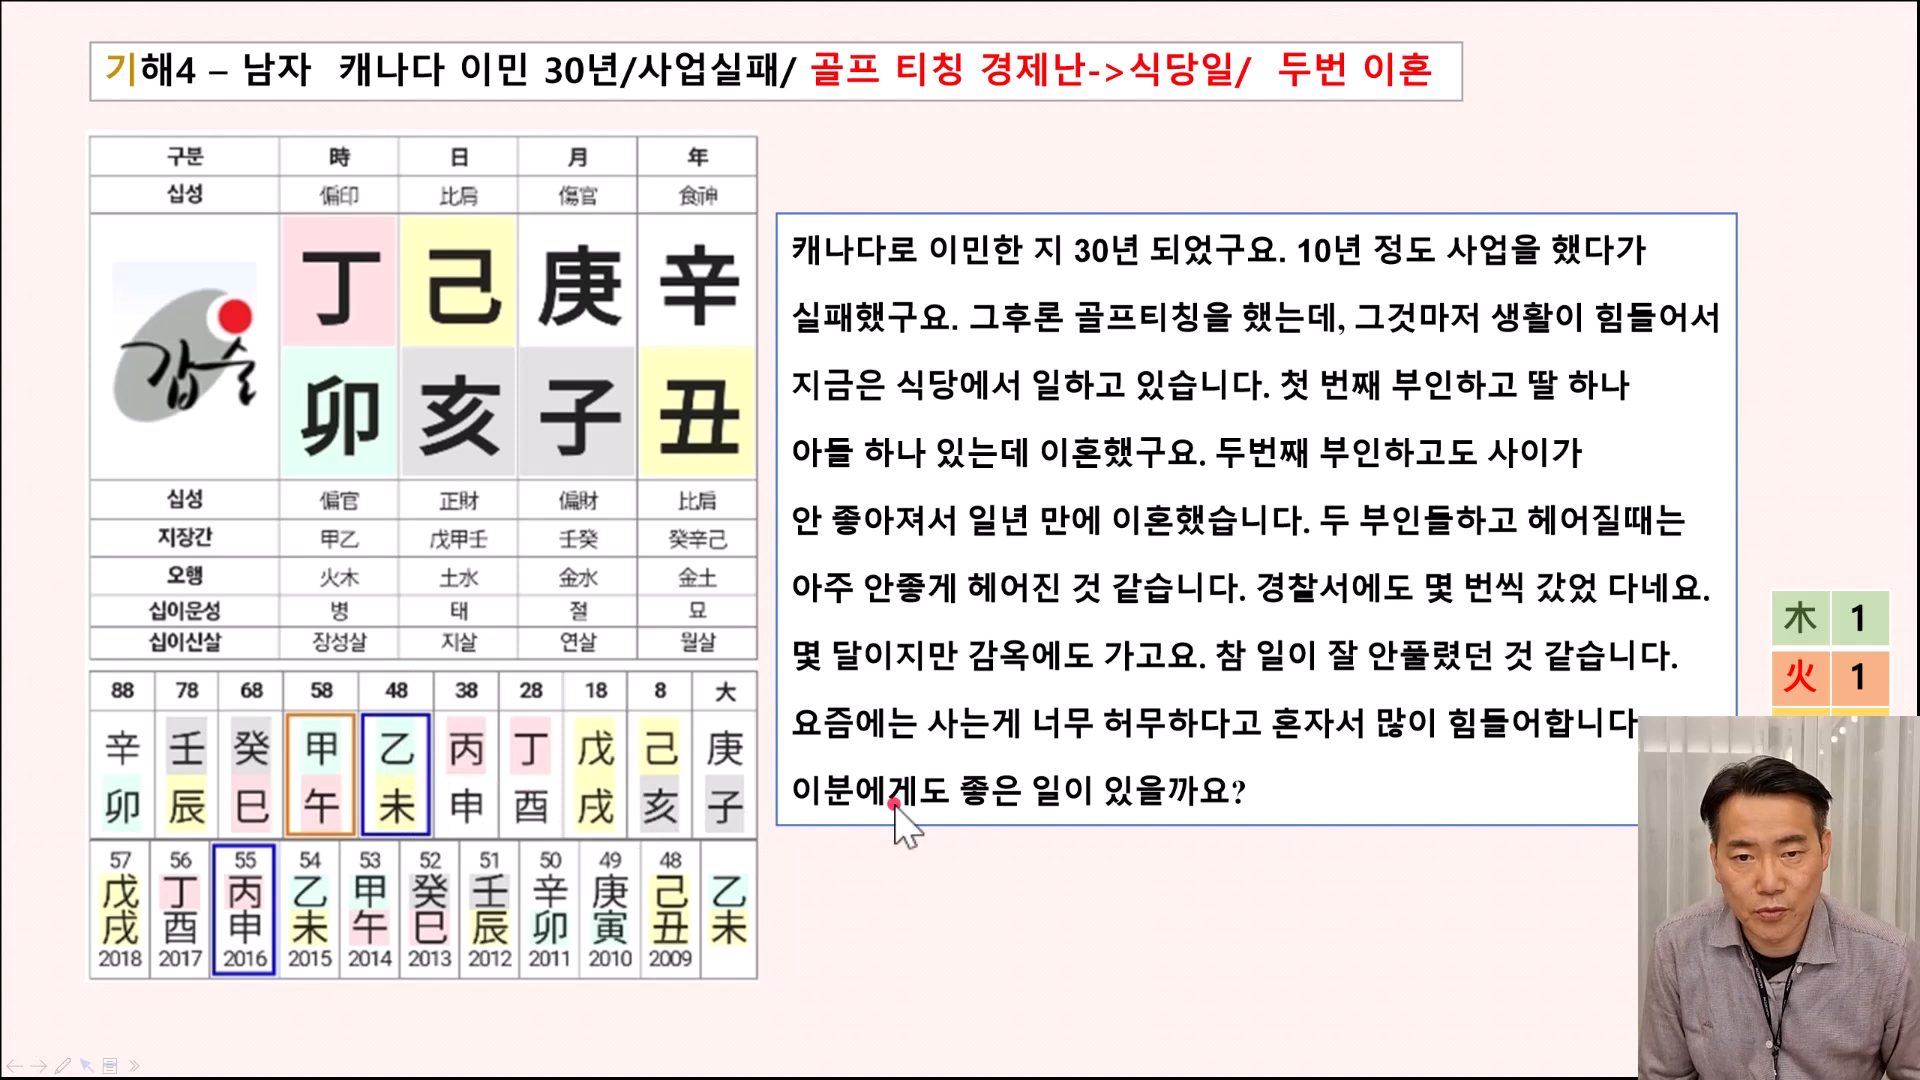 기해4 – 남자 캐나다 이민 30년/사업실패/ 골프 티칭 경제난->식당일/ 두번 이혼
구분 時 日 月 年
십성 偏印 比肩 傷官 食神
갑술 丁 己 庚 辛
卯 亥 子 丑
십성 偏官 正財 偏財 比肩
지장간 甲乙 戊甲壬 壬癸 癸辛己
오행 火木 土水 金水 金土
십이운성 병 태 절 묘
십이신살 장성살 지살 연살 월살
88 78 68 58 48 38 28 18 8 大
辛 壬 癸 甲 乙 丙 丁 戊 己 庚
卯 辰 巳 午 未 申 酉 戌 亥 子
57 56 55 54 53 52 51 50 49 48
戊 丁 丙 乙 甲 癸 壬 辛 庚 己 乙
戌 酉 申 未 午 巳 辰 卯 寅 丑 未
2018 2017 2016 2015 2014 2013 2012 2011 2010 2009
캐나다로 이민한 지 30년 되었구요. 10년 정도 사업을 했다가
실패했구요. 그후론 골프티칭을 했는데, 그것마저 생활이 힘들어서
지금은 식당에서 일하고 있습니다. 첫 번째 부인하고 딸 하나
아들 하나 있는데 이혼했구요. 두번째 부인하고도 사이가
안 좋아져서 일년 만에 이혼했습니다. 두 부인들하고 헤어질때는
아주 안좋게 헤어진 것 같습니다. 경찰서에도 몇 번씩 갔었 다네요.
몇 달이지만 감옥에도 가고요. 참 일이 잘 안풀렸던 것 같습니다.
요즘에는 사는게 너무 허무하다고 혼자서 많이 힘들어합니다
이분에게도 좋은 일이 있을까요?
木 1
火 1